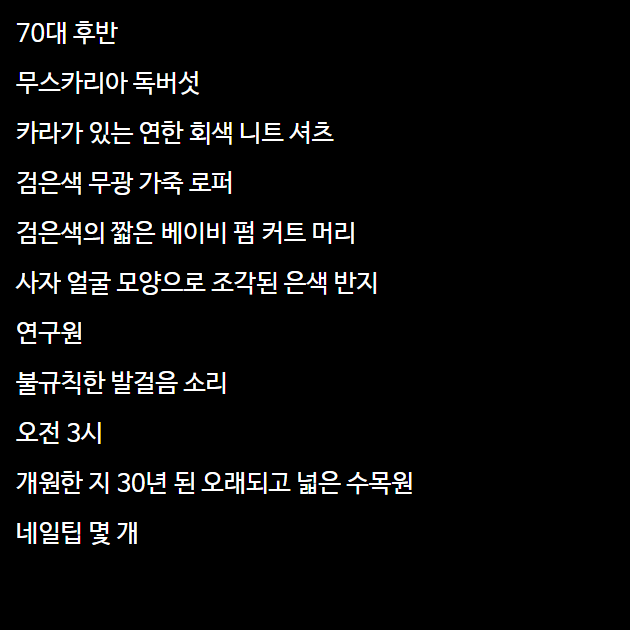 70대 후반
무스카리아 독버섯
카라가 있는 연한 회색 니트 셔츠
검은색 무광 가죽 로퍼
검은색의 짧은 베이비 펌 커트 머리
사자 얼굴 모양으로 조각된 은색 반지
연구원
불규칙한 발걸음 소리
오전 3시
개원한 지 30년 된 오래되고 넓은 수목원
네일팁 몇 개